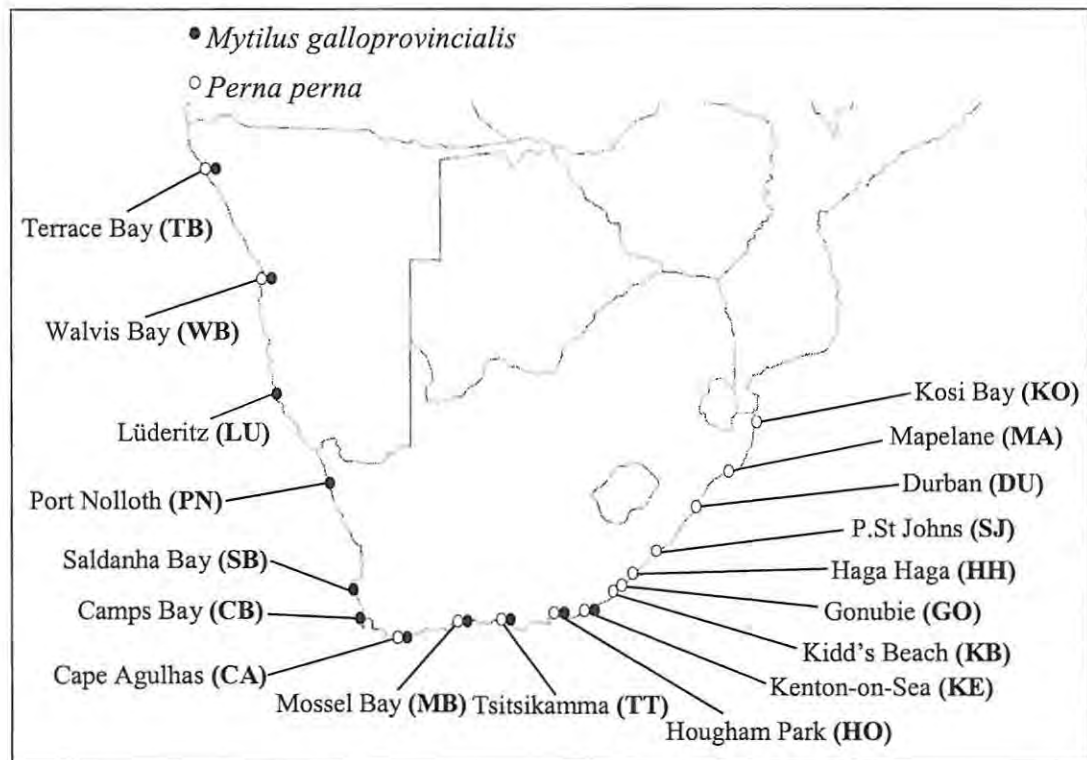 Mytilus galloprovincialis
Perna perna
Terrace Bay (TB)
Walvis Bay (WB)
Lüderitz (LU)
Port Nolloth (PN)
Saldanha Bay (SB)
Camps Bay (CB)
Cape Agulhas (CA)
Mossel Bay (MB)
Tsitsikamma (TT)
Hougham Park (HO)
Kenton-on-Sea (KE)
Kidd's Beach (KB)
Gonubie (GO)
Haga Haga (HH)
P.St Johns (SJ)
Durban (DU)
Mapelane (MA)
Kosi Bay (KO)